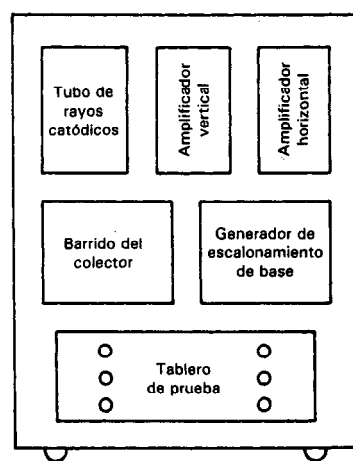 Tubo de
rayos
catódicos
Amplificador
vertical
Amplificador
horizontal
Barrido del
colector
Generador de
escalonamiento
de base
Tablero
de prueba